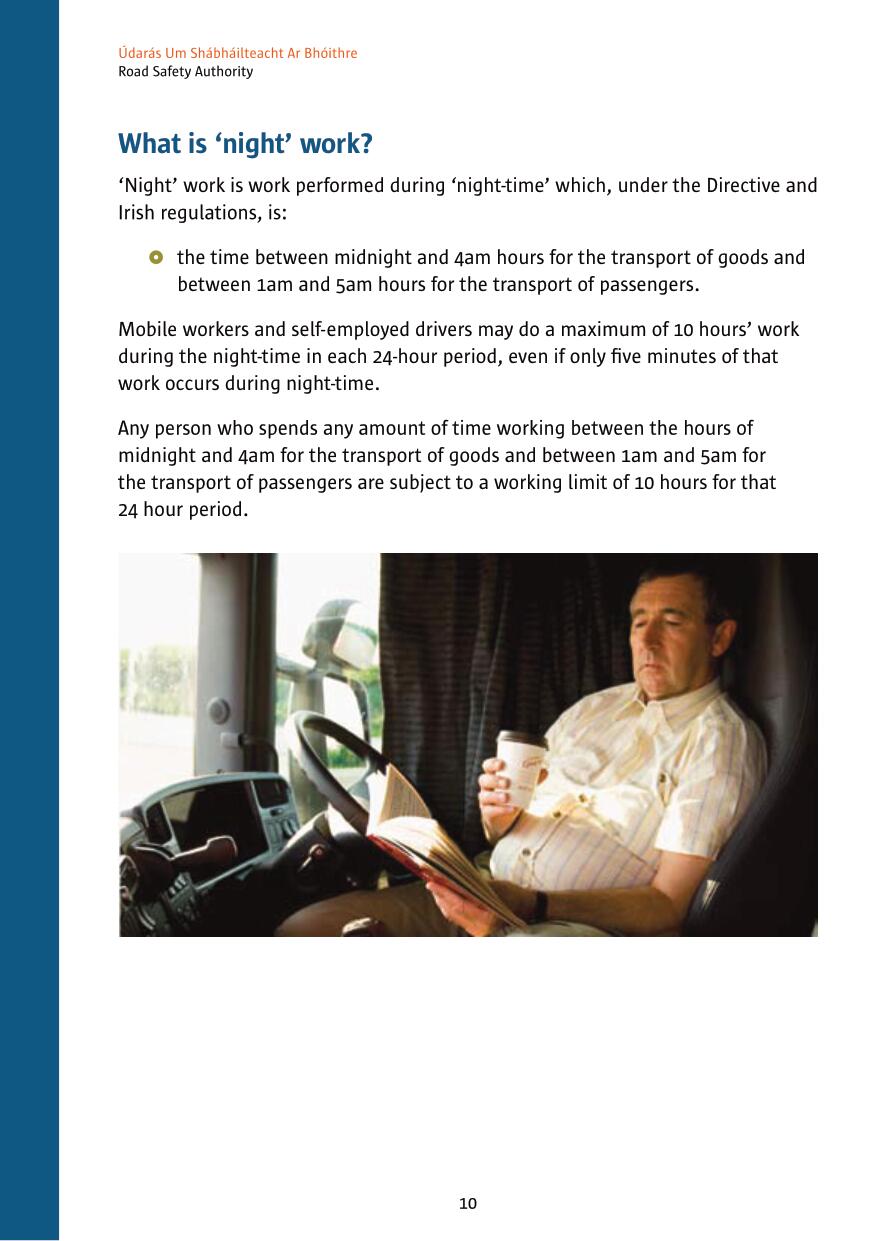 Údarás Um Shábháilteacht Ar Bhóithre
Road Safety Authority
What is ‘night’ work?
‘Night’ work is work performed during ‘night-time’ which, under the Directive and
Irish regulations, is:
the time between midnight and 4am hours for the transport of goods and
between 1am and 5am hours for the transport of passengers.
Mobile workers and self-employed drivers may do a maximum of 10 hours’ work
during the night-time in each 24-hour period, even if only five minutes of that
work occurs during night-time.
Any person who spends any amount of time working between the hours of
midnight and 4am for the transport of goods and between 1am and 5am for
the transport of passengers are subject to a working limit of 10 hours for that
24 hour period.
10